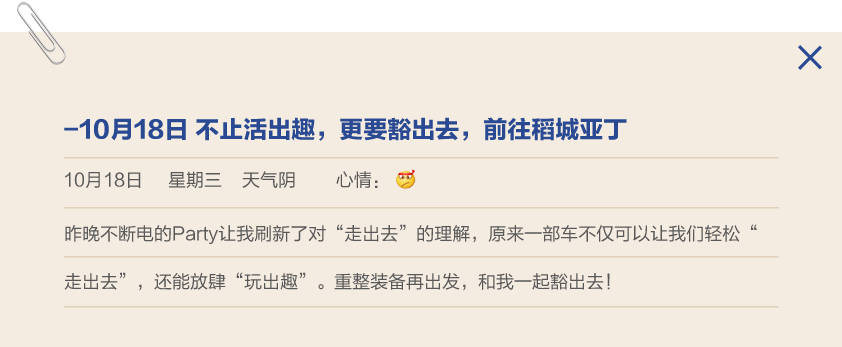 –10月18日 不止活出趣，更要豁出去，前往稻城亚丁
10月18日 星期三 天气阴 心情：
昨晚不断电的Party让我刷新了对“走出去”的理解，原来一部车不仅可以让我们轻松“
走出去”，还能放肆“玩出趣”。重整装备再出发，和我一起豁出去！